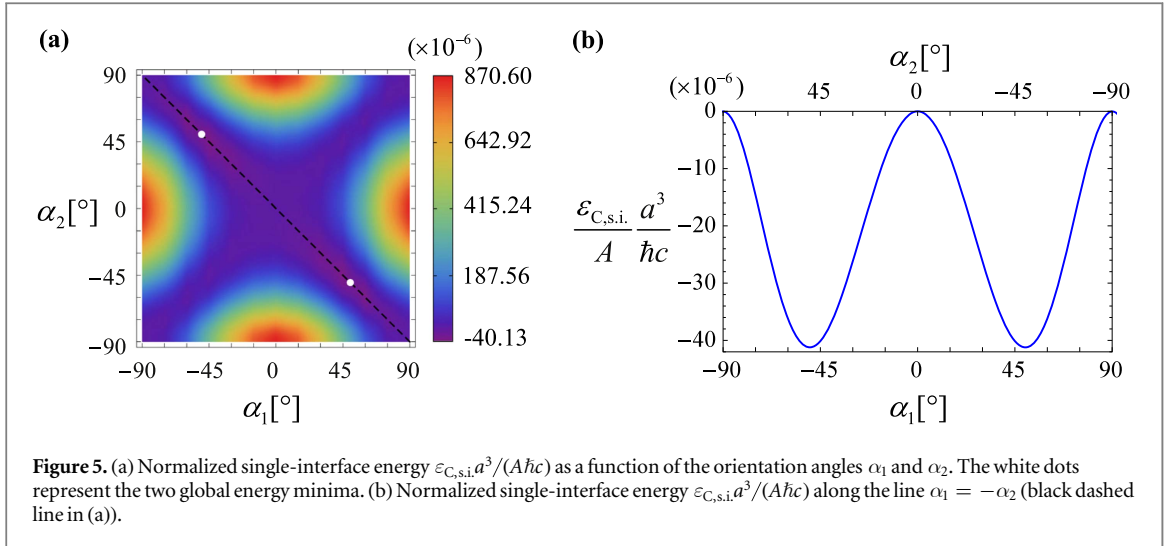 (a)
(×10⁻⁶)
90
45
0
−45
−90
α₂[°]
−90 −45 0 45 90
α₁[°]
870.60
642.92
415.24
187.56
-40.13
(b)
α₂[°]
(×10⁻⁶) 45 0 −45 −90
0
−10
−20
−30
−40
ε_C,s.i./A a³/ħc
−90 −45 0 45 90
α₁[°]
Figure 5. (a) Normalized single-interface energy ε_C,s.i.a³/(Aħc) as a function of the orientation angles α₁ and α₂. The white dots
represent the two global energy minima. (b) Normalized single-interface energy ε_C,s.i.a³/(Aħc) along the line α₁ = −α₂ (black dashed
line in (a)).